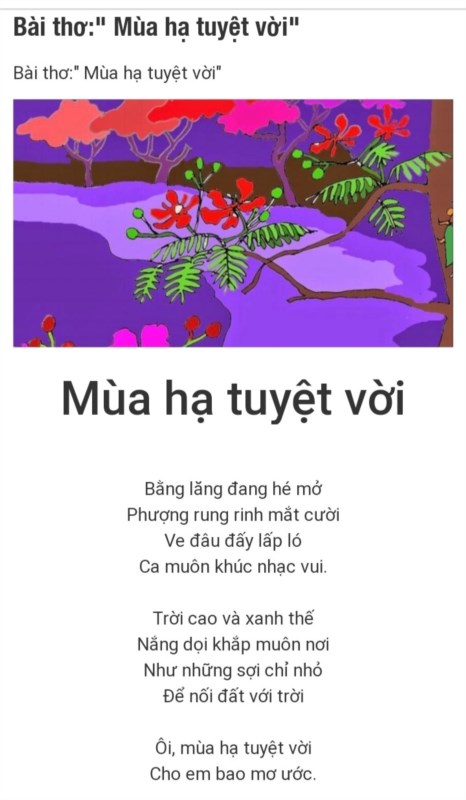 Bài thơ:" Mùa hạ tuyệt vời"
Bài thơ:" Mùa hạ tuyệt vời"
Mùa hạ tuyệt vời
Bằng lăng đang hé mở
Phượng rung rinh mắt cười
Ve đâu đấy lấp ló
Ca muôn khúc nhạc vui.
Trời cao và xanh thế
Nắng dọi khắp muôn nơi
Như những sợi chỉ nhỏ
Để nối đất với trời
Ôi, mùa hạ tuyệt vời
Cho em bao mơ ước.